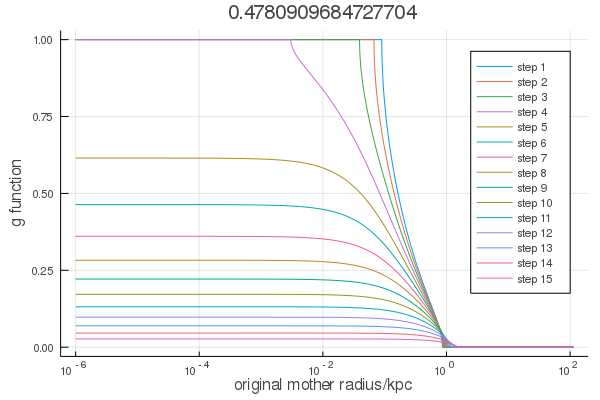 0.4780909684727704
1.00
0.75
0.50
0.25
0.00
g function
10^-6
10^-4
10^-2
10^0
10^2
original mother radius/kpc
step 1
step 2
step 3
step 4
step 5
step 6
step 7
step 8
step 9
step 10
step 11
step 12
step 13
step 14
step 15